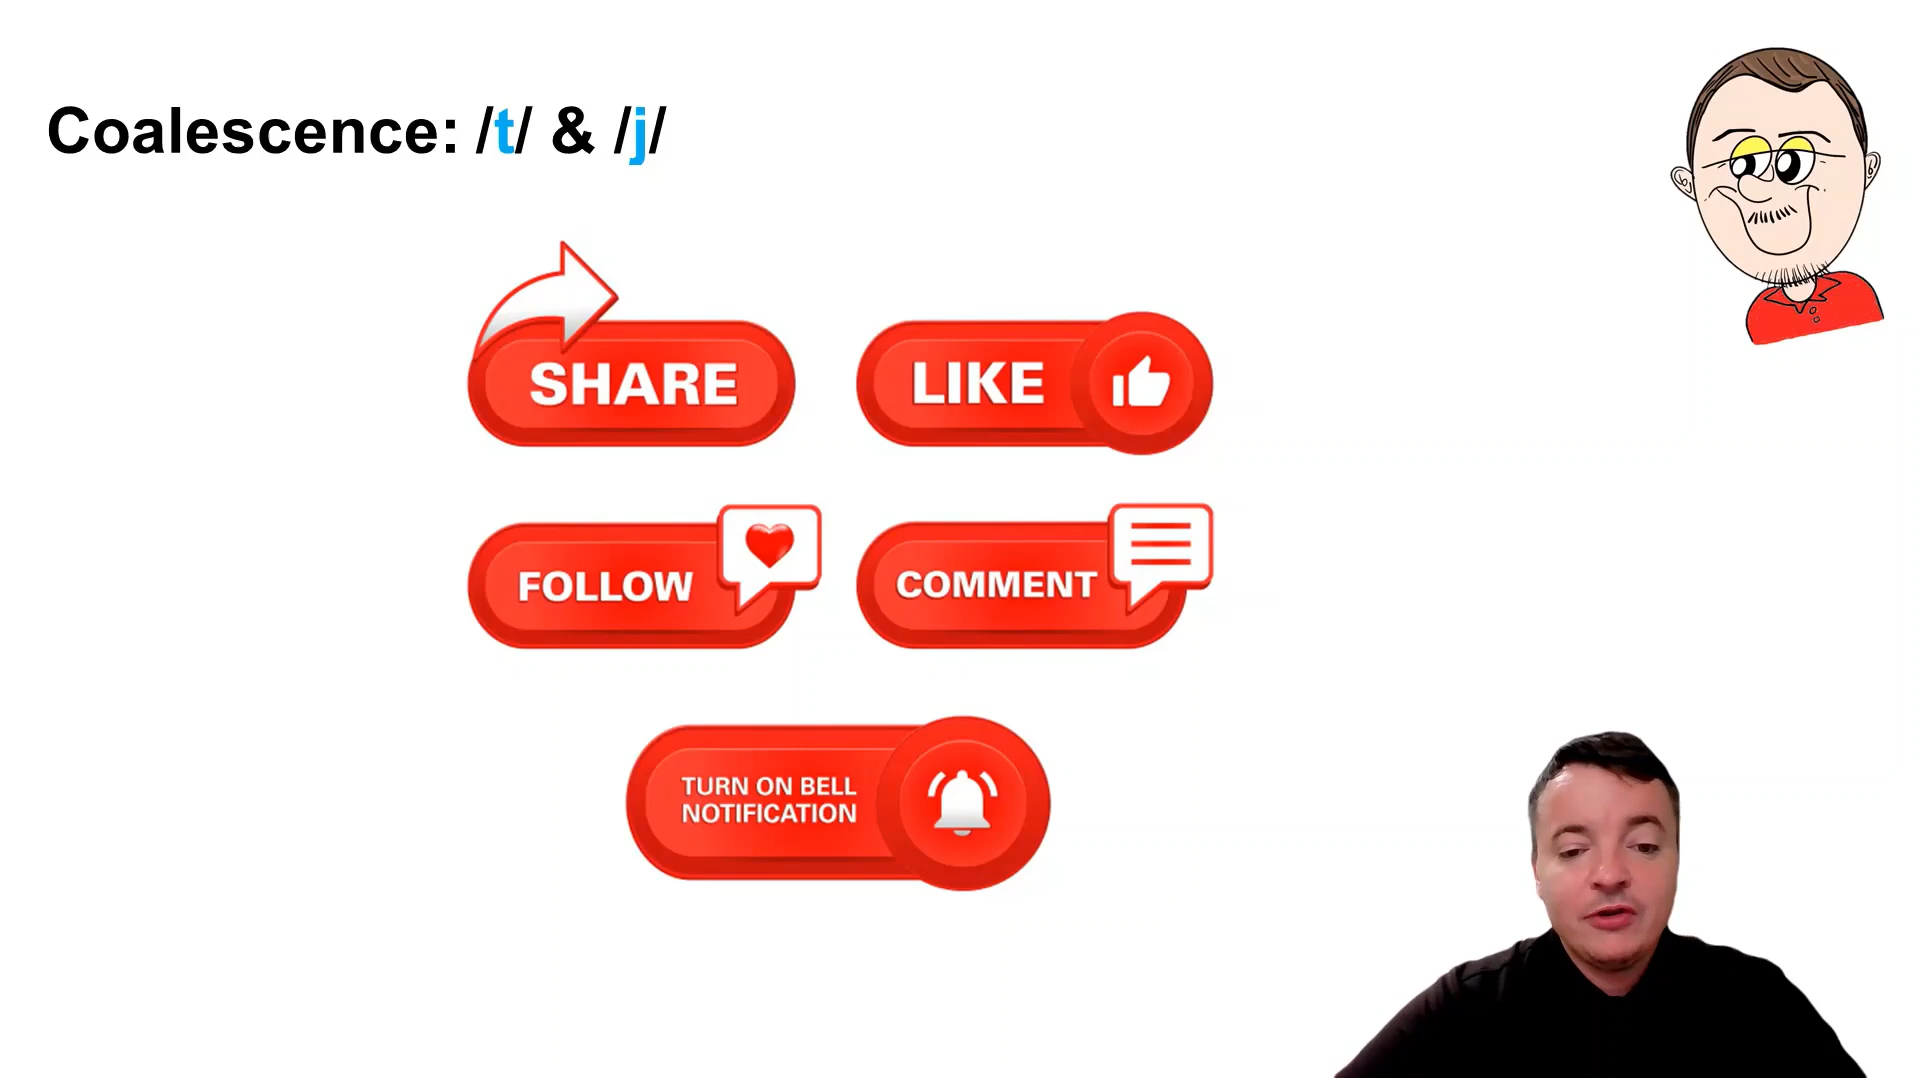 Coalescence: /t/ & /j/
SHARE
LIKE
FOLLOW
COMMENT
TURN ON BELL
NOTIFICATION